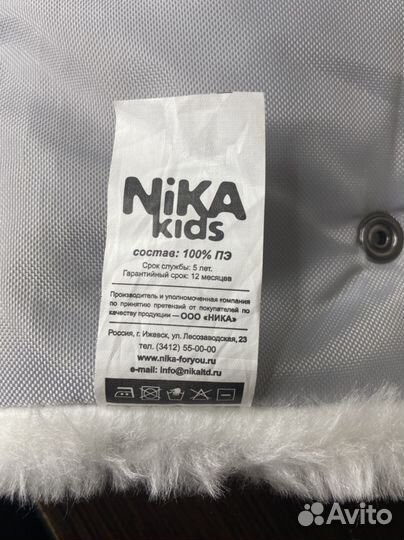 NiKA
kids
состав: 100% ПЭ
Срок службы: 5 лет.
Гарантийный срок: 12 месяцев
Производитель и уполномоченная компания
по принятию претензий от покупателей по
качеству продукции — ООО «НИКА»
Россия, г. Ижевск, ул. Лесозаводская, 23
тел. (3412) 55-00-00
www.nika-foryou.ru
e-mail: info@nikaltd.ru
Avito